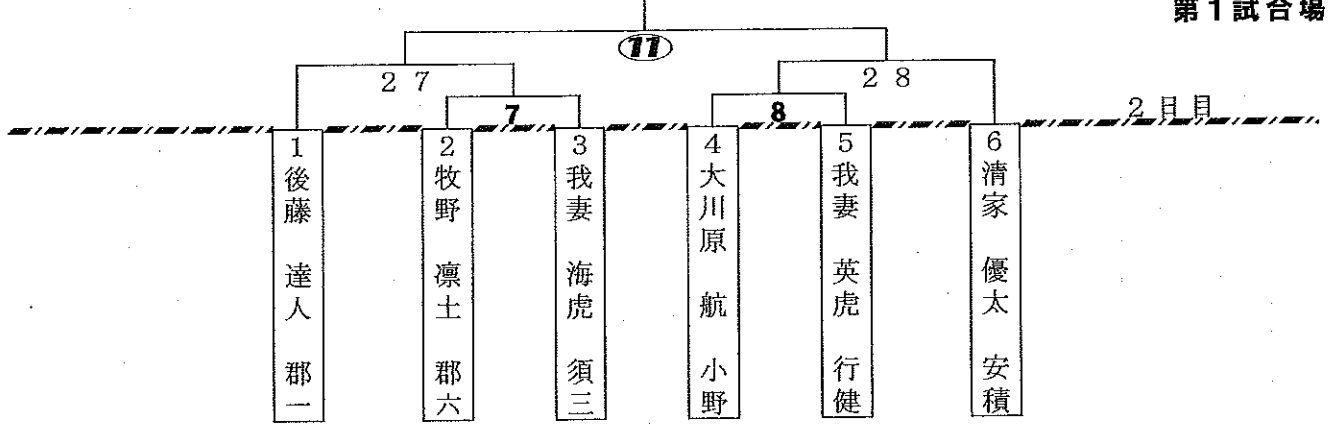 第1試合場
11
27
28
7
8
2日目
1 後藤 達人 郡一
2 牧野 凛土 郡六
3 我妻 海虎 須三
4 大川原 航 小野
5 我妻 英虎 行健
6 清家 優太 安積